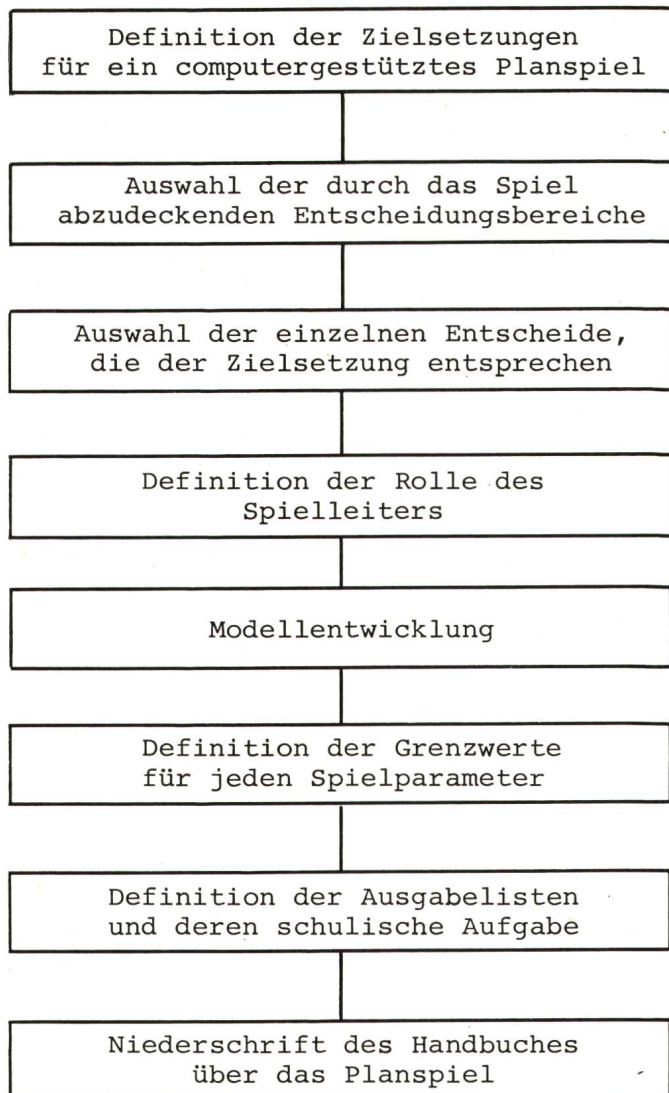 Definition der Zielsetzungen
für ein computergestütztes Planspiel
Auswahl der durch das Spiel
abzudeckenden Entscheidungsbereiche
Auswahl der einzelnen Entscheide,
die der Zielsetzung entsprechen
Definition der Rolle des
Spielleiters
Modellentwicklung
Definition der Grenzwerte
für jeden Spielparameter
Definition der Ausgabelisten
und deren schulische Aufgabe
Niederschrift des Handbuches
über das Planspiel